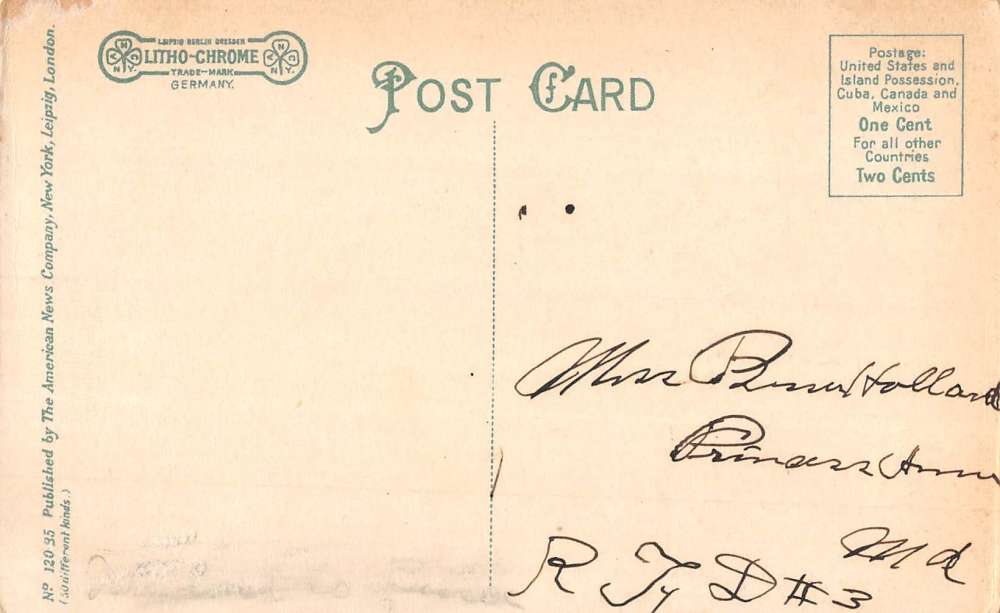 LEIPZIG BERLIN DRESDEN
LITHO-CHROME
TRADE-MARK
GERMANY.
POST CARD
Postage:
United States and
Island Possession,
Cuba, Canada and
Mexico
One Cent
For all other
Countries
Two Cents
Nº 120 35 Published by The American News Company, New York, Leipzig, London.
(30 different kinds.)
Miss Holland
Princess Anne
Md
R F D #3